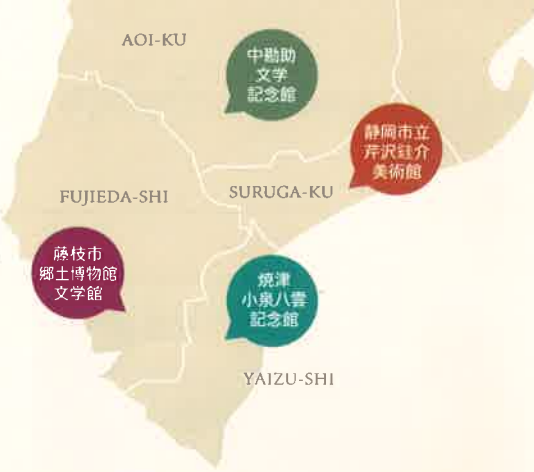 AOI-KU
中勘助
文学
記念館
静岡市立
芹沢銈介
美術館
FUJIEDA-SHI
SURUGA-KU
藤枝市
郷土博物館
文学館
焼津
小泉八雲
記念館
YAIZU-SHI